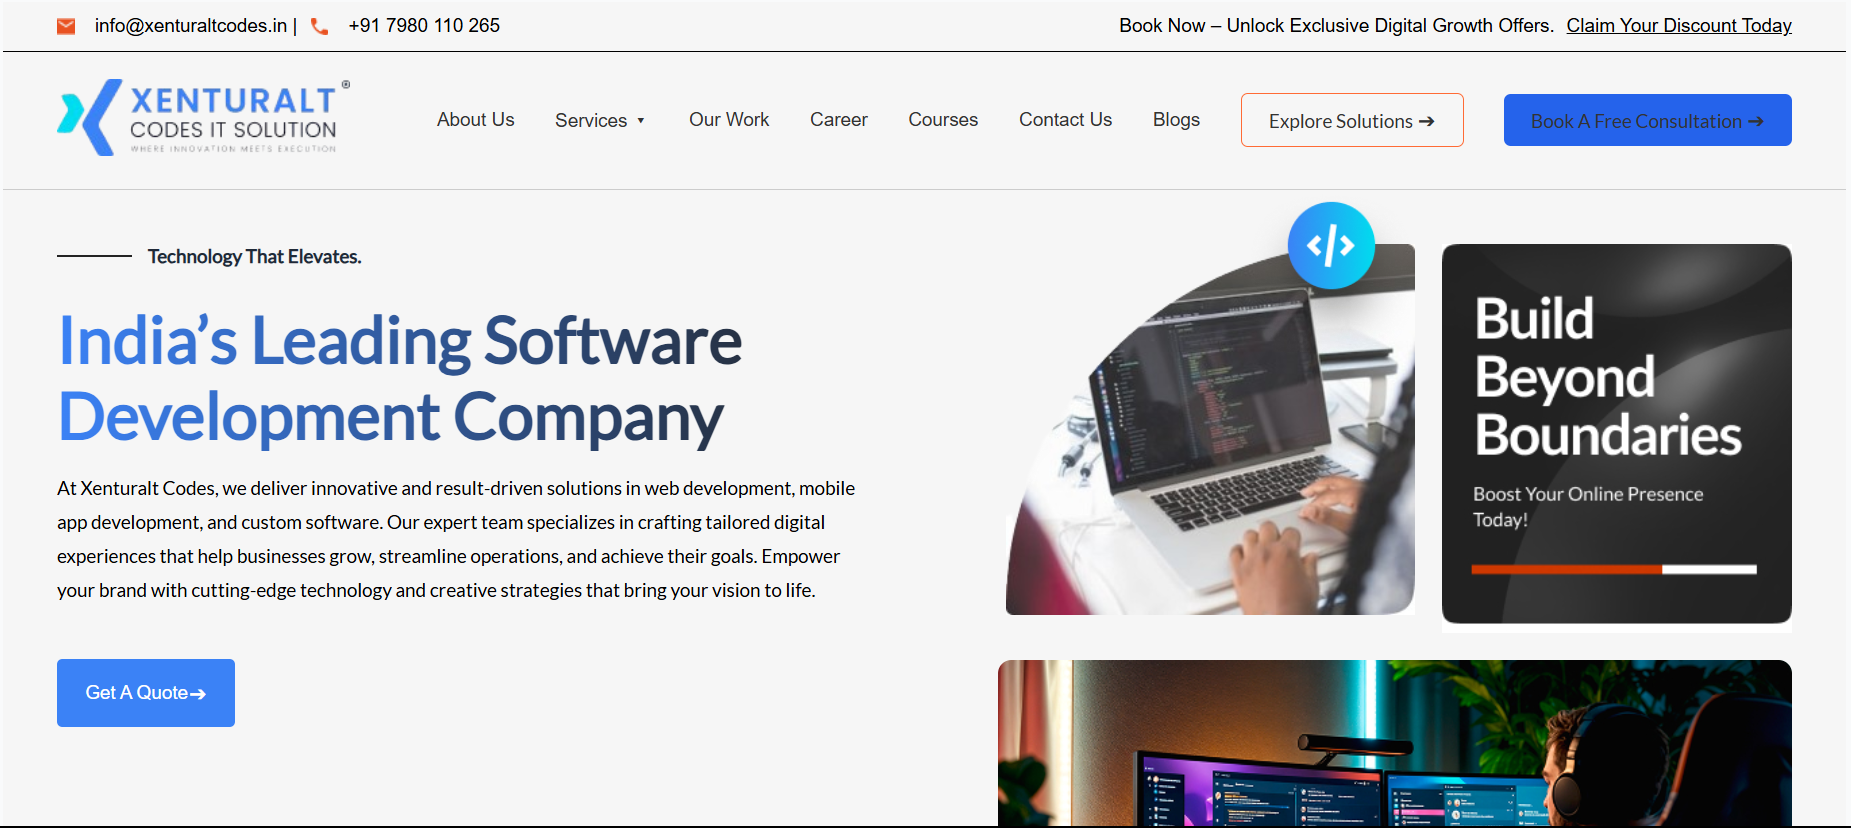 info@xenturaltcodes.in |
+91 7980 110 265
Book Now – Unlock Exclusive Digital Growth Offers. Claim Your Discount Today
XENTURALT ®
CODES IT SOLUTION
WHERE INNOVATION MEETS EXECUTION
About Us
Services ▾
Our Work
Career
Courses
Contact Us
Blogs
Explore Solutions ➔
Book A Free Consultation ➔
Technology That Elevates.
India’s Leading Software
Development Company
At Xenturalt Codes, we deliver innovative and result-driven solutions in web development, mobile
app development, and custom software. Our expert team specializes in crafting tailored digital
experiences that help businesses grow, streamline operations, and achieve their goals. Empower
your brand with cutting-edge technology and creative strategies that bring your vision to life.
Get A Quote➔
</>
Build
Beyond
Boundaries
Boost Your Online Presence
Today!